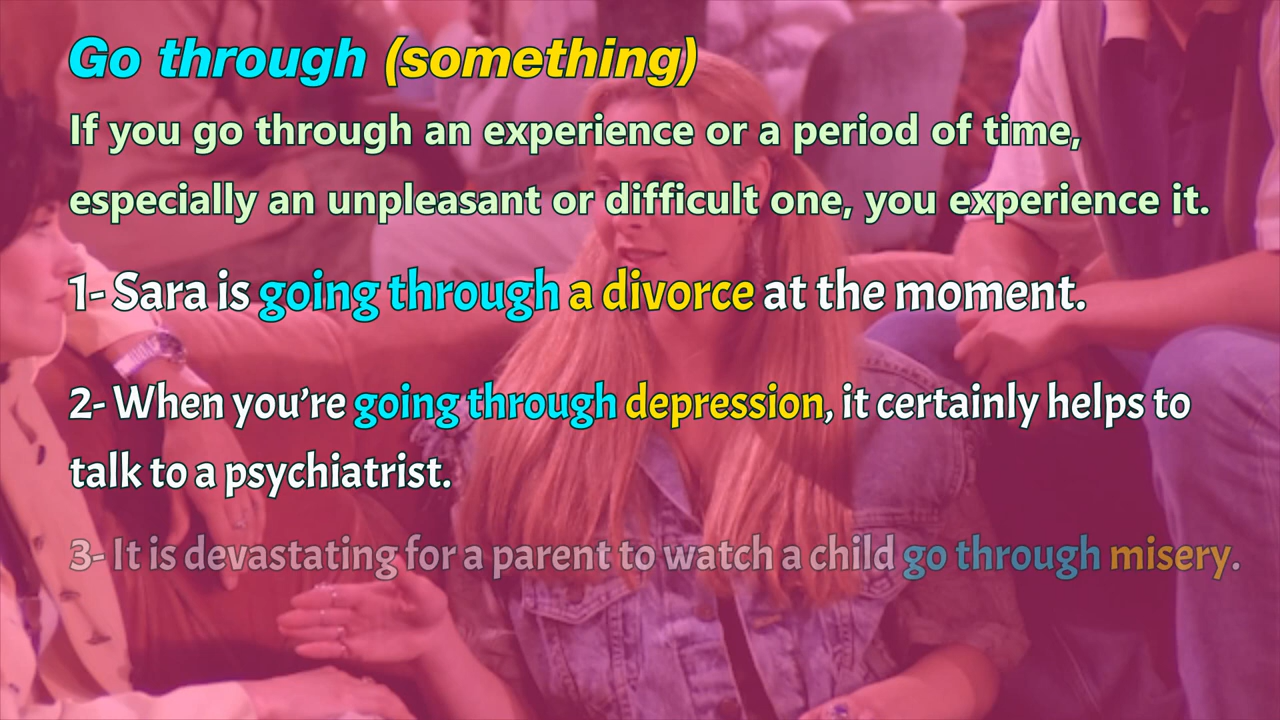 Go through (something)
If you go through an experience or a period of time,
especially an unpleasant or difficult one, you experience it.
1- Sara is going through a divorce at the moment.
2- When you’re going through depression, it certainly helps to
talk to a psychiatrist.
3- It is devastating for a parent to watch a child go through misery.